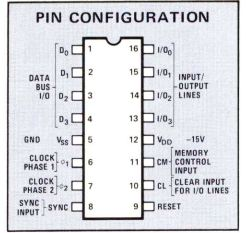 PIN CONFIGURATION
D0 1 16 I/O0
D1 2 15 I/O1
DATA BUS I/O
INPUT/OUTPUT LINES
D2 3 14 I/O2
D3 4 13 I/O3
GND VSS 5 12 VDD -15V
CLOCK PHASE 1 φ1 6 11 CM MEMORY CONTROL INPUT
CLOCK PHASE 2 φ2 7 10 CL CLEAR INPUT FOR I/O LINES
SYNC INPUT SYNC 8 9 RESET